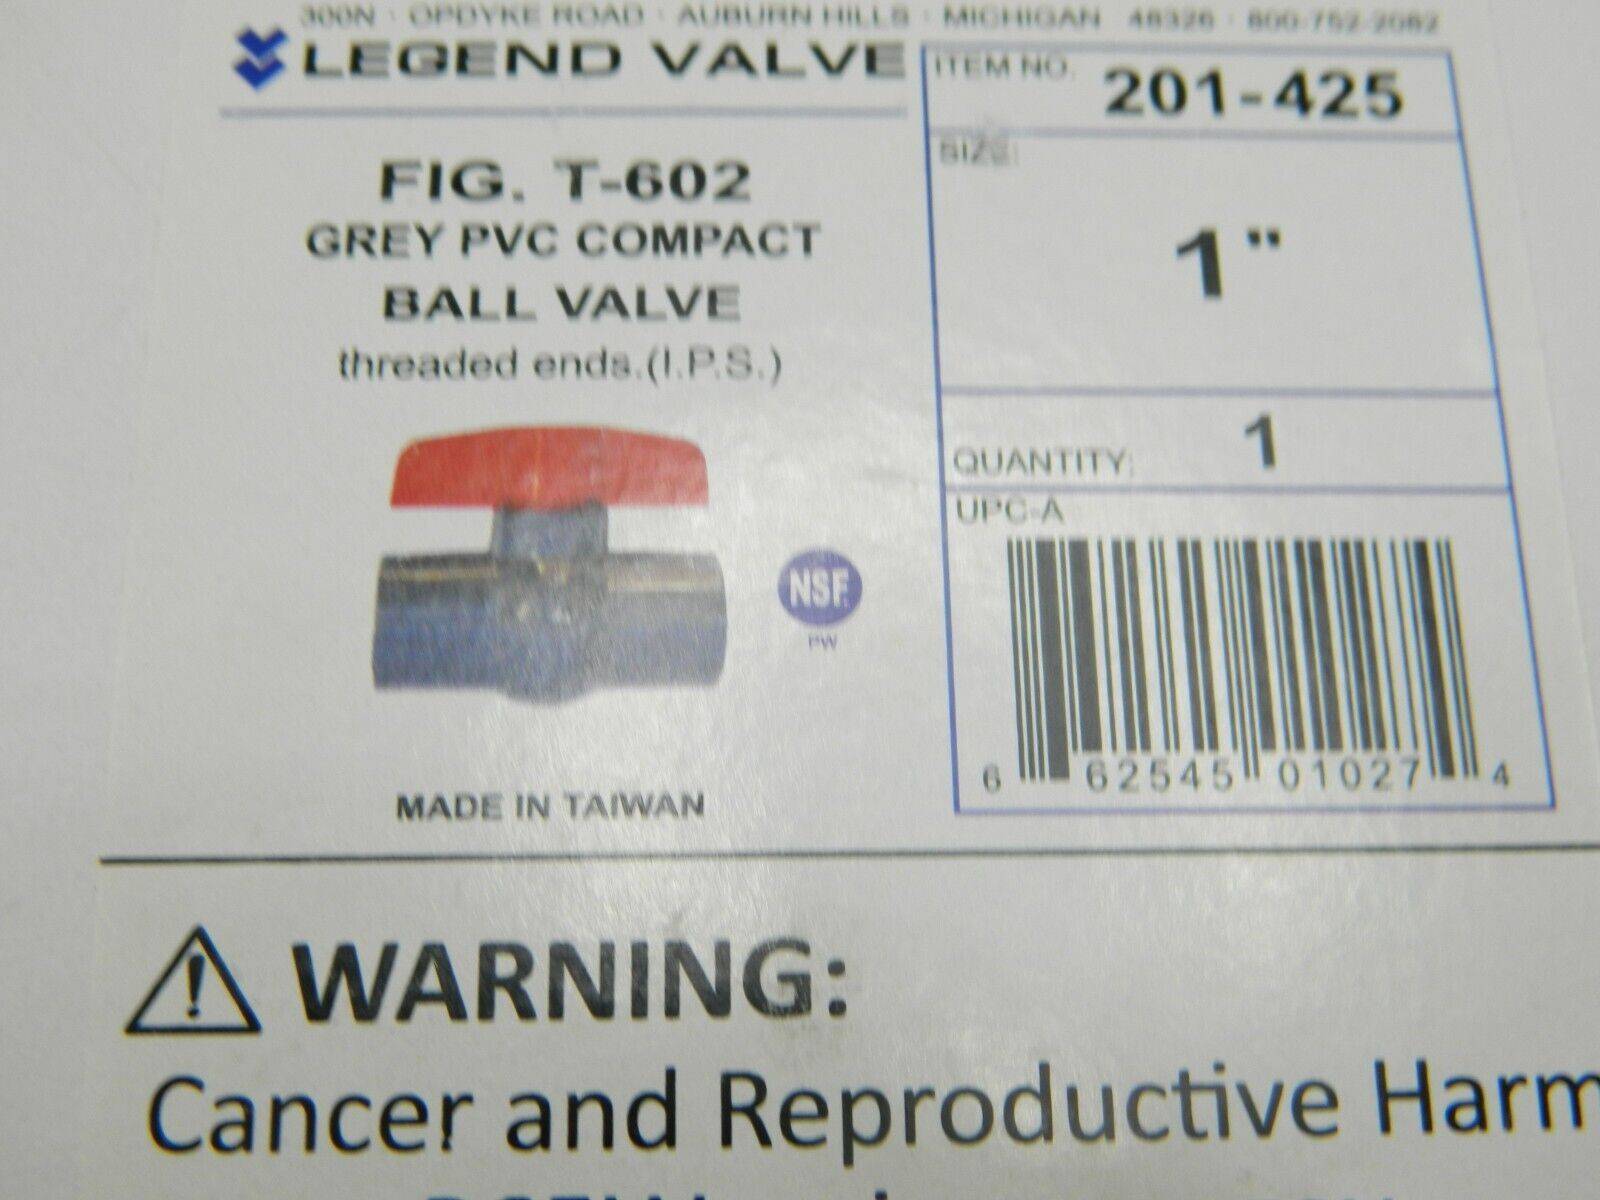 300N · OPDYKE ROAD · AUBURN HILLS · MICHIGAN 48326 · 800-752-2082
LEGEND VALVE
ITEM NO. 201-425
FIG. T-602
GREY PVC COMPACT
BALL VALVE
threaded ends.(I.P.S.)
SIZE:
1"
QUANTITY: 1
UPC-A
6 62545 01027 4
NSF.
PW
MADE IN TAIWAN
WARNING:
Cancer and Reproductive Harm